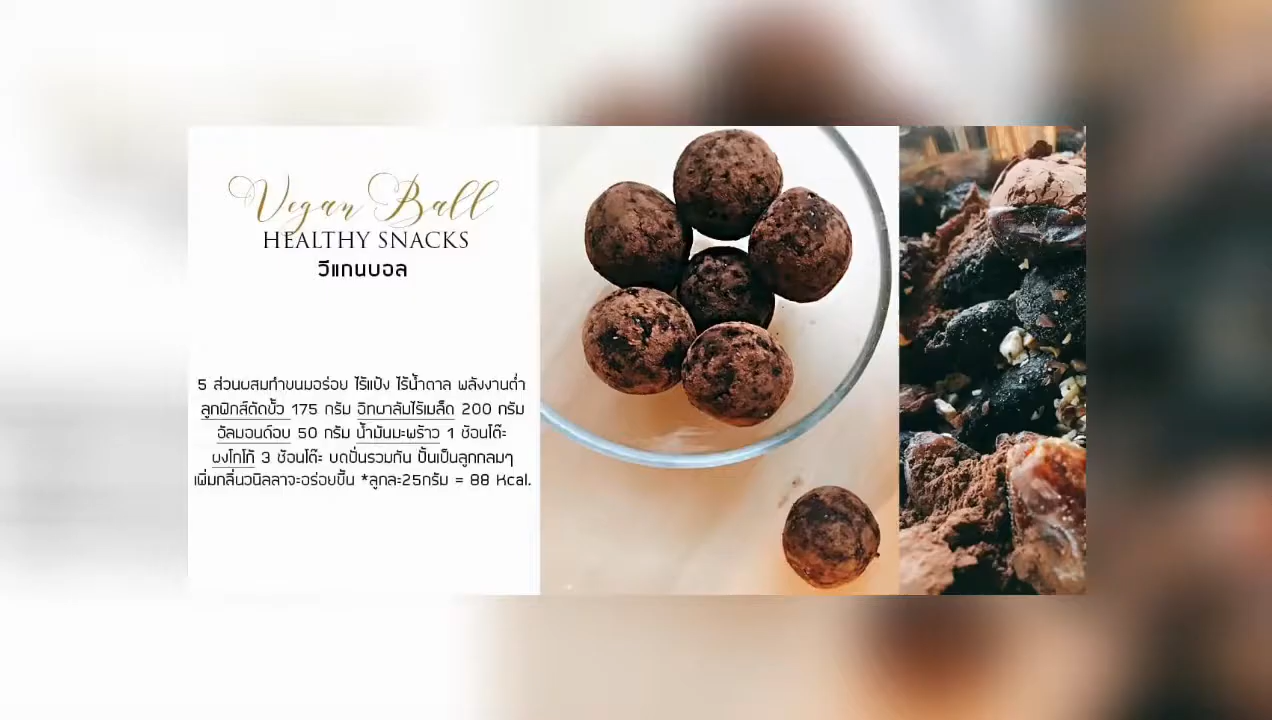 Vegan Ball
HEALTHY SNACKS
วีแกนบอล
5 ส่วนผสมทำขนมอร่อย ไร้แป้ง ไร้น้ำตาล พลังงานต่ำ
ลูกฟิกส์ตัดขั้ว 175 กรัม อิทผาลัมไร้เมล็ด 200 กรัม
อัลมอนด์อบ 50 กรัม น้ำมันมะพร้าว 1 ช้อนโต๊ะ
ผงโกโก้ 3 ช้อนโต๊ะ บดปั่นรวมกัน ปั้นเป็นลูกกลมๆ
เพิ่มกลิ่นวนิลลาจะอร่อยขึ้น *ลูกละ25กรัม = 88 Kcal.